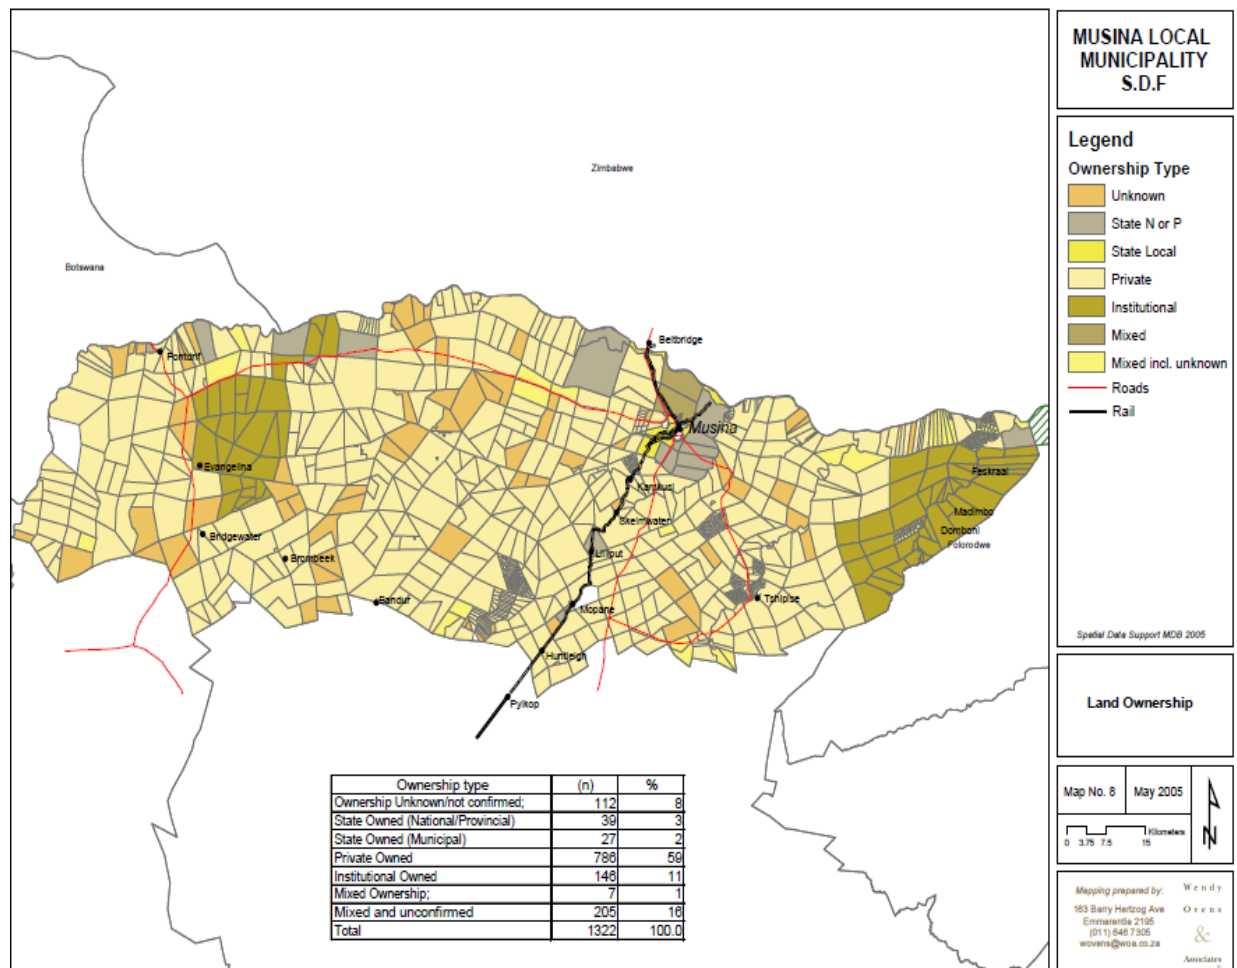 MUSINA LOCAL
MUNICIPALITY
S.D.F
Legend
Ownership Type
Unknown
State N or P
State Local
Private
Institutional
Mixed
Mixed incl. unknown
Roads
Rail
Spatial Data Support MDB 2005
Land Ownership
Map No. 8
May 2005
Kilometers
0 3.75 7.5 15
N
Mapping prepared by:
163 Barry Hertzog Ave
Emmarentia 2195
(011) 646 7305
wovens@woa.co.za
Wendy
Ovens
&
Associates
Zimbabwe
Botswana
Beitbridge
Pontdrif
Musina
Evangelina
Feskraal
Kamkusi
Madimbo
Skelmwater
Domboni
Bridgewater
Folorodwe
Lilliput
Brombeek
Bandur
Mopane
Tshipise
Huntleigh
Pylkop
Ownership type (n) %
Ownership Unknown/not confirmed; 112 8
State Owned (National/Provincial) 39 3
State Owned (Municipal) 27 2
Private Owned 786 59
Institutional Owned 146 11
Mixed Ownership; 7 1
Mixed and unconfirmed 205 16
Total 1322 100.0